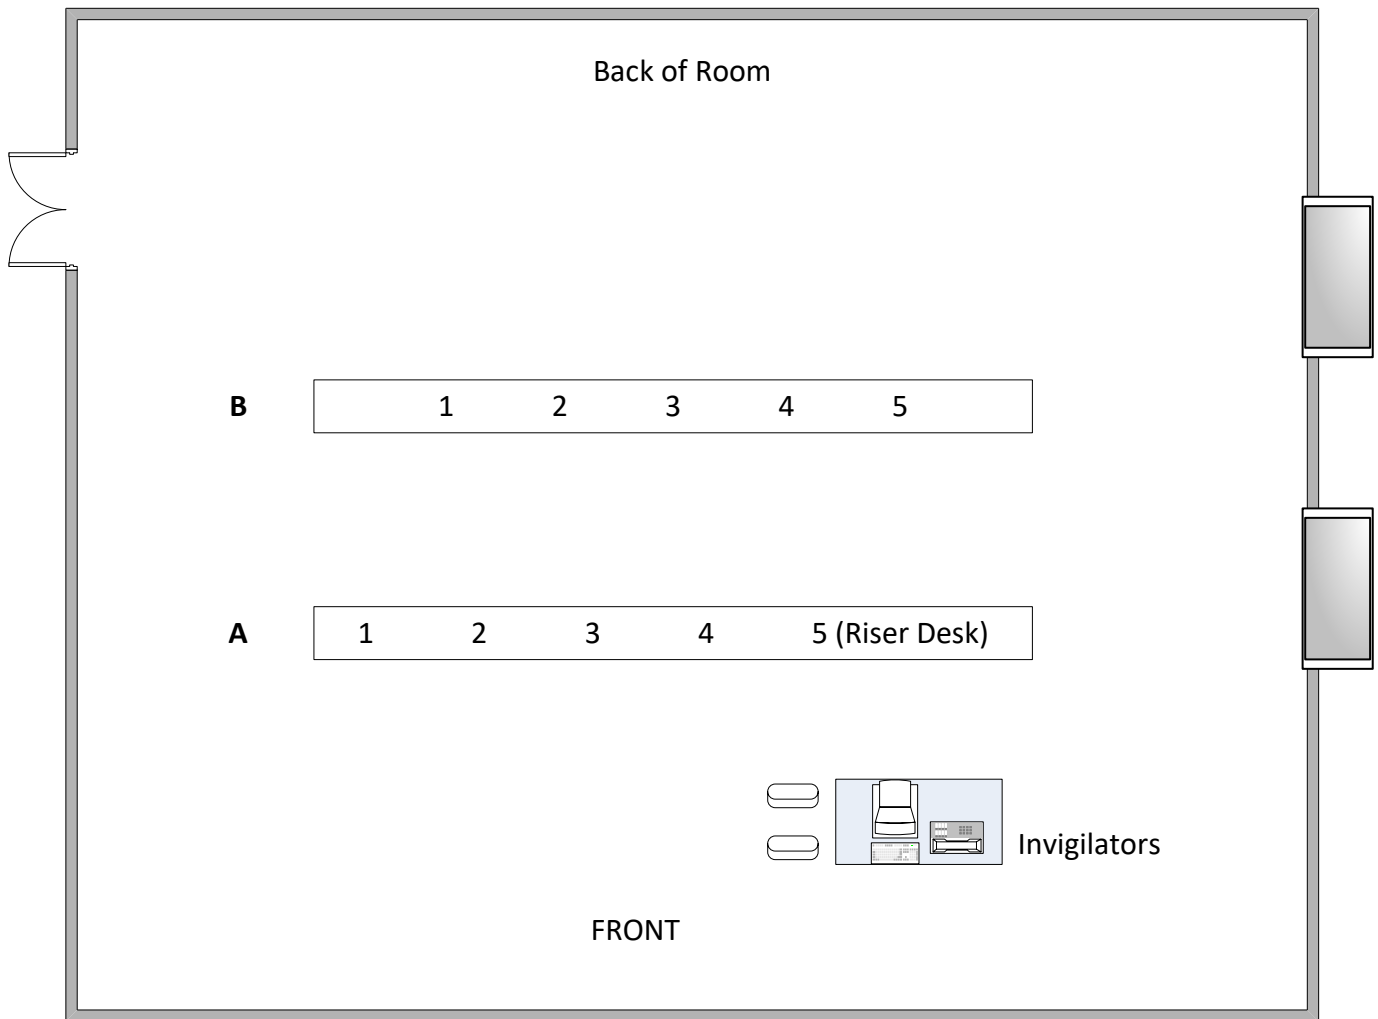 Back of Room
B 1 2 3 4 5
A 1 2 3 4 5 (Riser Desk)
Invigilators
FRONT